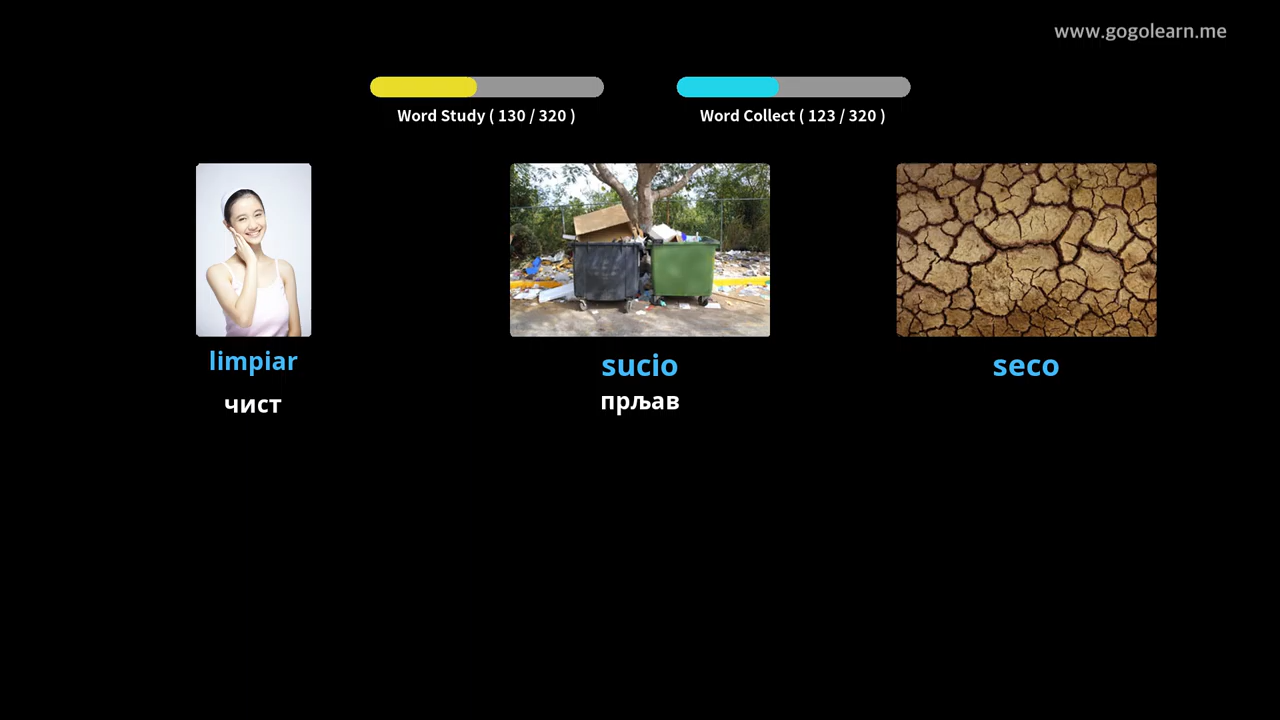 www.gogolearn.me
Word Study ( 130 / 320 )
Word Collect ( 123 / 320 )
limpiar
чист
sucio
прљав
seco